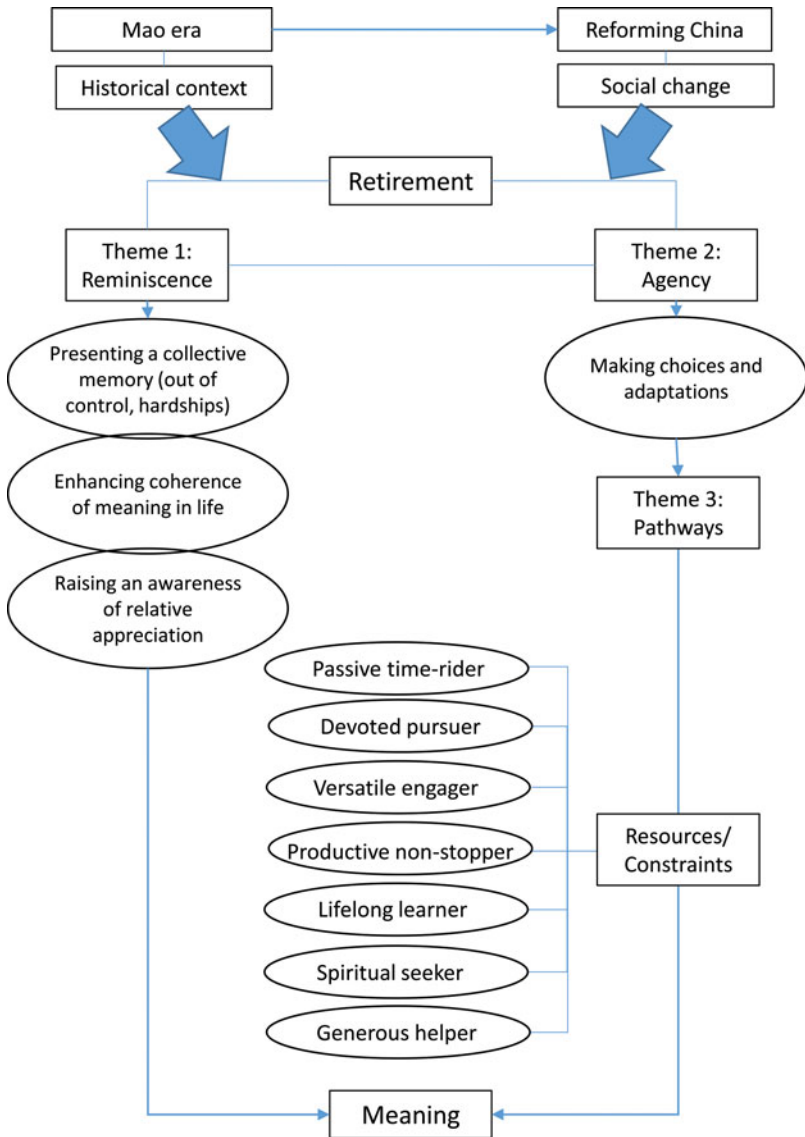 Mao era
Reforming China
Historical context
Social change
Retirement
Theme 1:
Reminiscence
Theme 2:
Agency
Presenting a collective
memory (out of
control, hardships)
Making choices and
adaptations
Enhancing coherence
of meaning in life
Theme 3:
Pathways
Raising an awareness
of relative
appreciation
Passive time-rider
Devoted pursuer
Versatile engager
Productive non-stopper
Lifelong learner
Spiritual seeker
Generous helper
Resources/
Constraints
Meaning